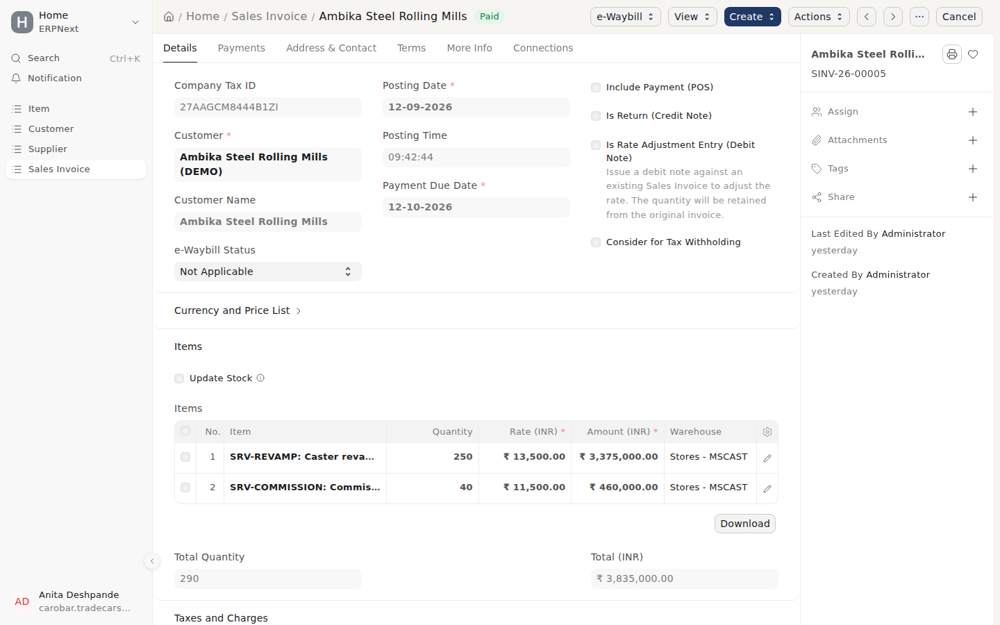 Home
ERPNext
Search Ctrl+K
Notification
Item
Customer
Supplier
Sales Invoice
Anita Deshpande
carobar.tradecars...
AD
/ Home / Sales Invoice / Ambika Steel Rolling Mills Paid
e-Waybill View Create Actions ... Cancel
Details Payments Address & Contact Terms More Info Connections
Company Tax ID
27AAGCM8444B1ZI
Customer *
Ambika Steel Rolling Mills
(DEMO)
Customer Name
Ambika Steel Rolling Mills
e-Waybill Status
Not Applicable
Posting Date *
12-09-2026
Posting Time
09:42:44
Payment Due Date *
12-10-2026
Include Payment (POS)
Is Return (Credit Note)
Is Rate Adjustment Entry (Debit
Note)
Issue a debit note against an
existing Sales Invoice to adjust the
rate. The quantity will be retained
from the original invoice.
Consider for Tax Withholding
Currency and Price List
Items
Update Stock
Items
No. Item Quantity Rate (INR) * Amount (INR) * Warehouse
1 SRV-REVAMP: Caster reva... 250 ₹ 13,500.00 ₹ 3,375,000.00 Stores - MSCAST
2 SRV-COMMISSION: Commis... 40 ₹ 11,500.00 ₹ 460,000.00 Stores - MSCAST
Download
Total Quantity
290
Total (INR)
₹ 3,835,000.00
Taxes and Charges
Ambika Steel Rolli...
SINV-26-00005
Assign
Attachments
Tags
Share
Last Edited By Administrator
yesterday
Created By Administrator
yesterday